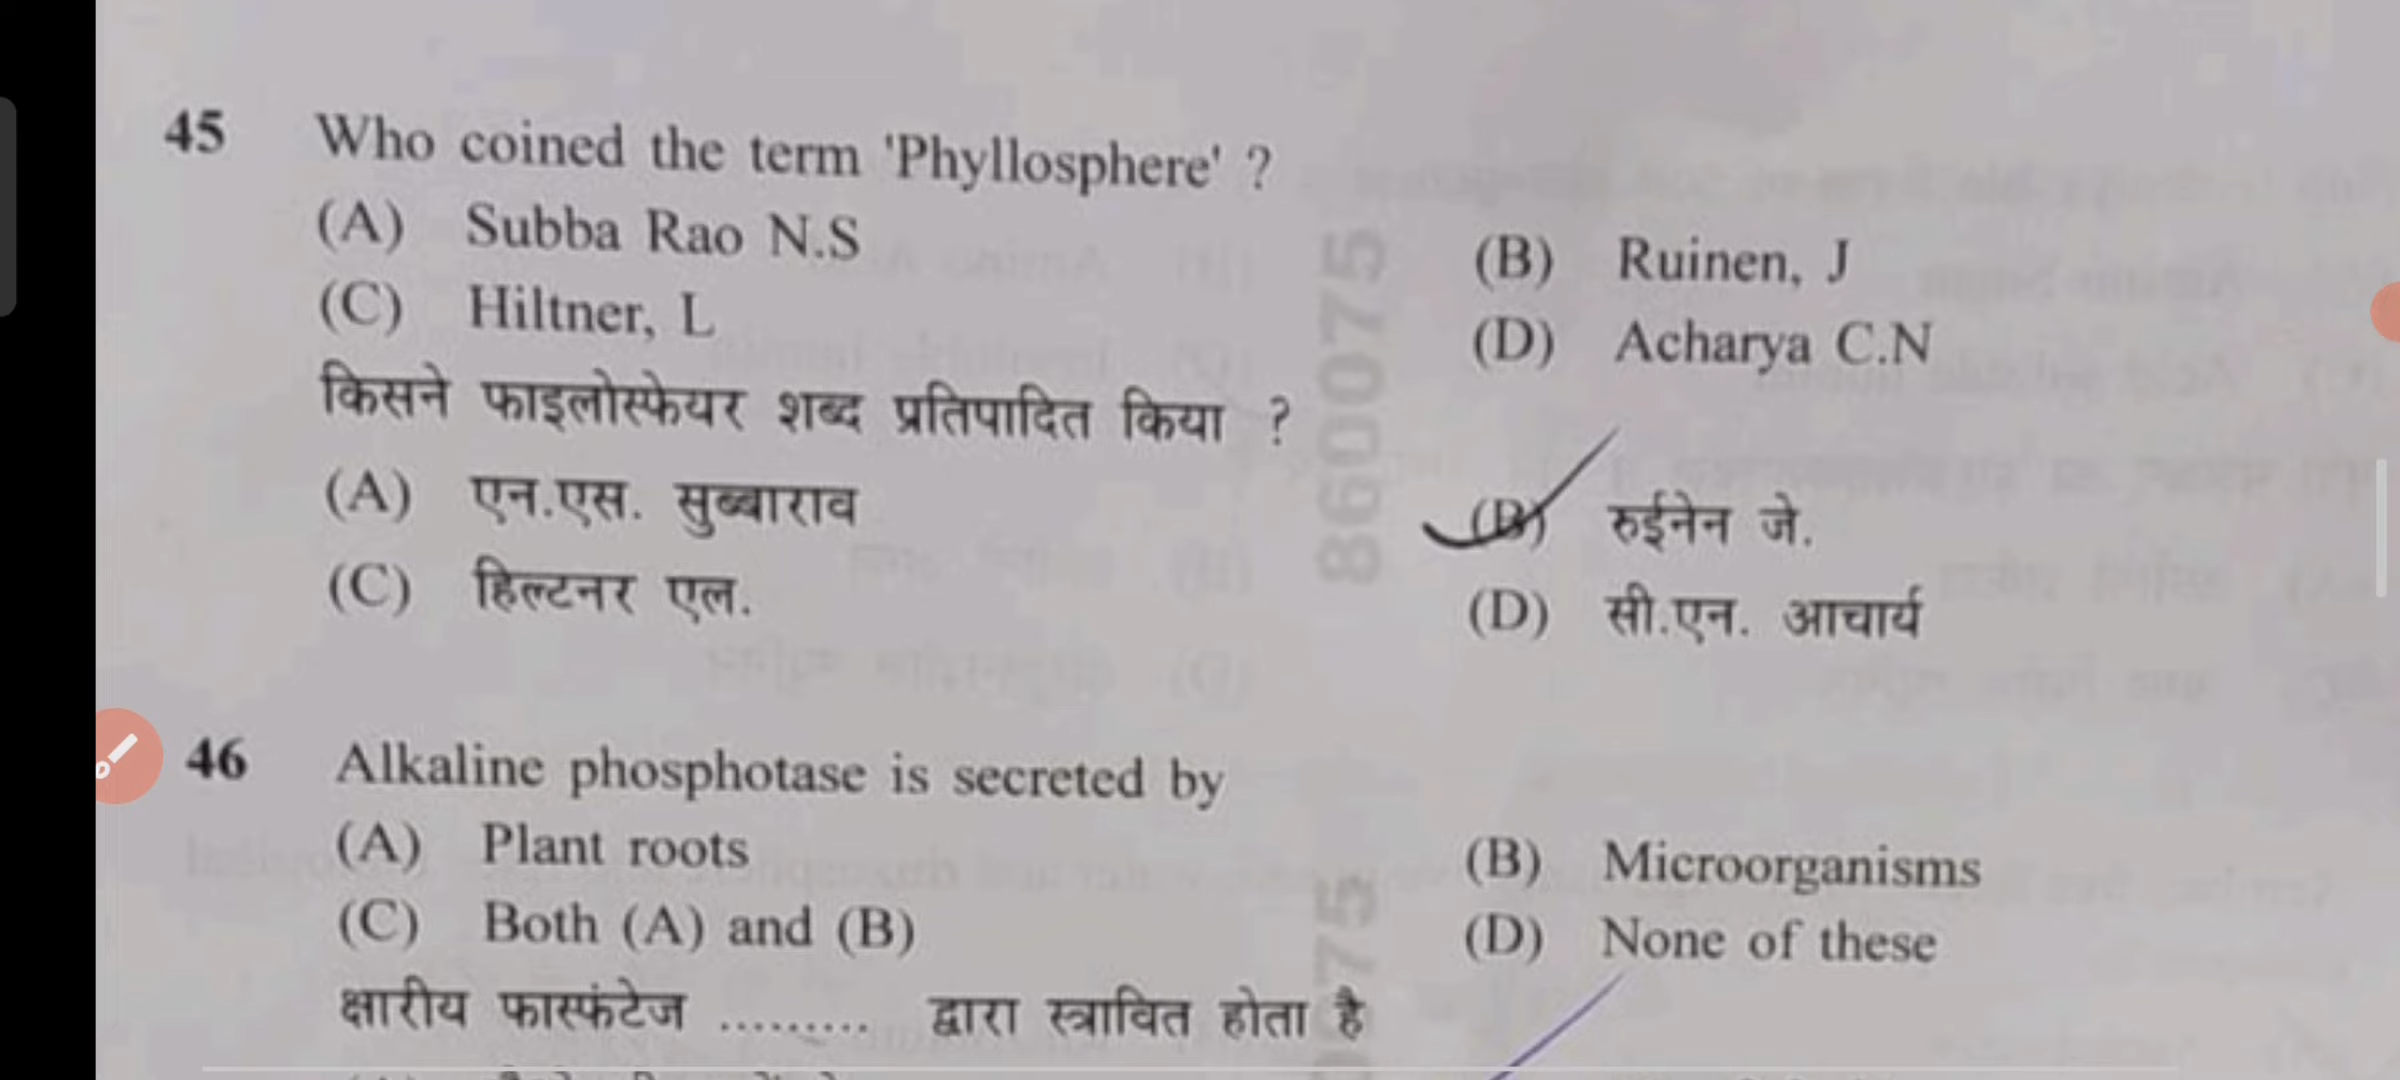 45 Who coined the term 'Phyllosphere' ?
(A) Subba Rao N.S (B) Ruinen, J
(C) Hiltner, L (D) Acharya C.N
किसने फाइलोस्फेयर शब्द प्रतिपादित किया ?
(A) एन.एस. सुब्बाराव (B) रुईनेन जे.
(C) हिल्टनर एल. (D) सी.एन. आचार्य
860075
46 Alkaline phosphotase is secreted by
(A) Plant roots (B) Microorganisms
(C) Both (A) and (B) (D) None of these
क्षारीय फास्फंटेज ......... द्वारा स्त्रावित होता है